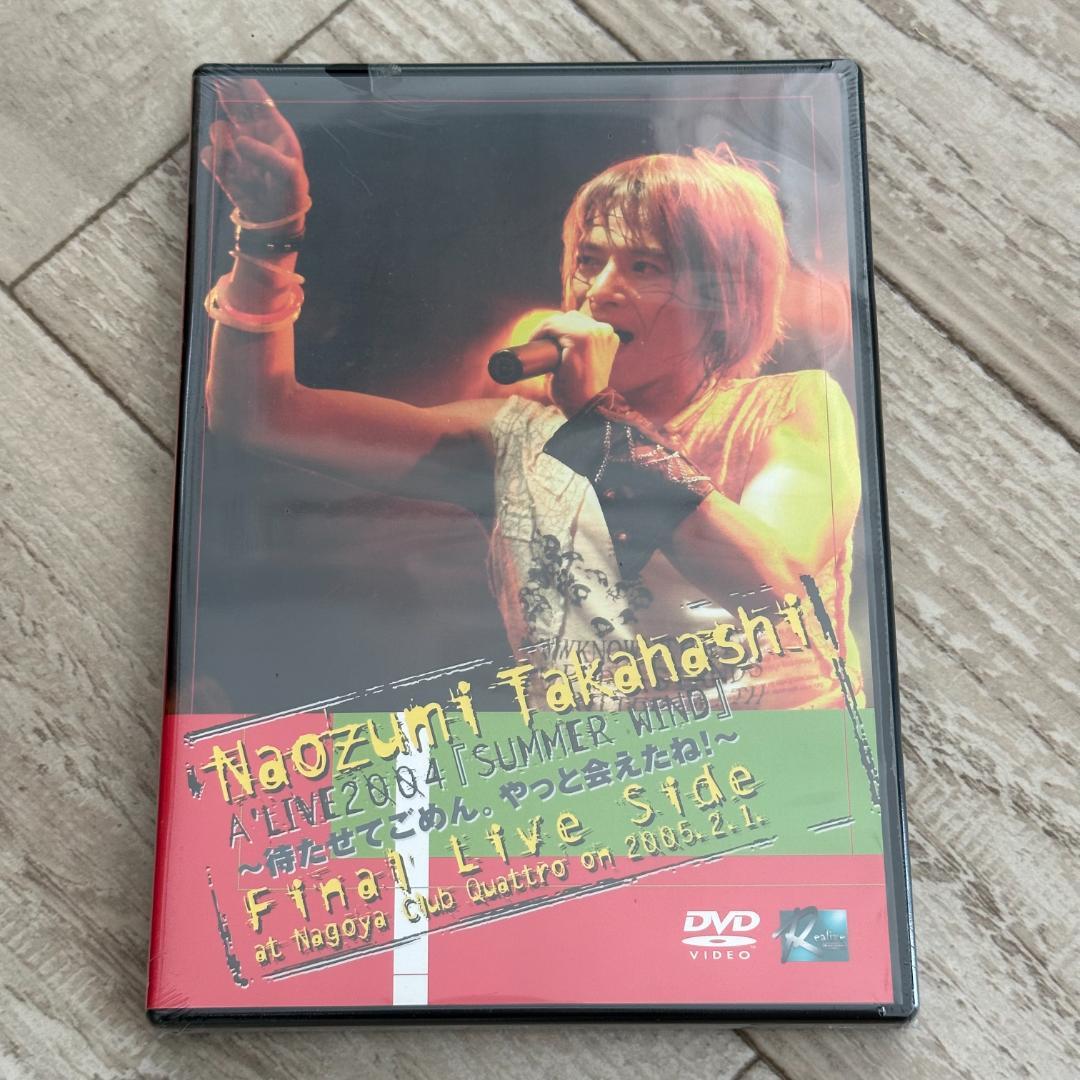 Naozumi Takahashi
A'LIVE2004『SUMMER WIND』
～待たせてごめん。やっと会えたね！～
Final Live Side
at Nagoya Club Quattro on 2005.2.1.
DVD
VIDEO
Realive